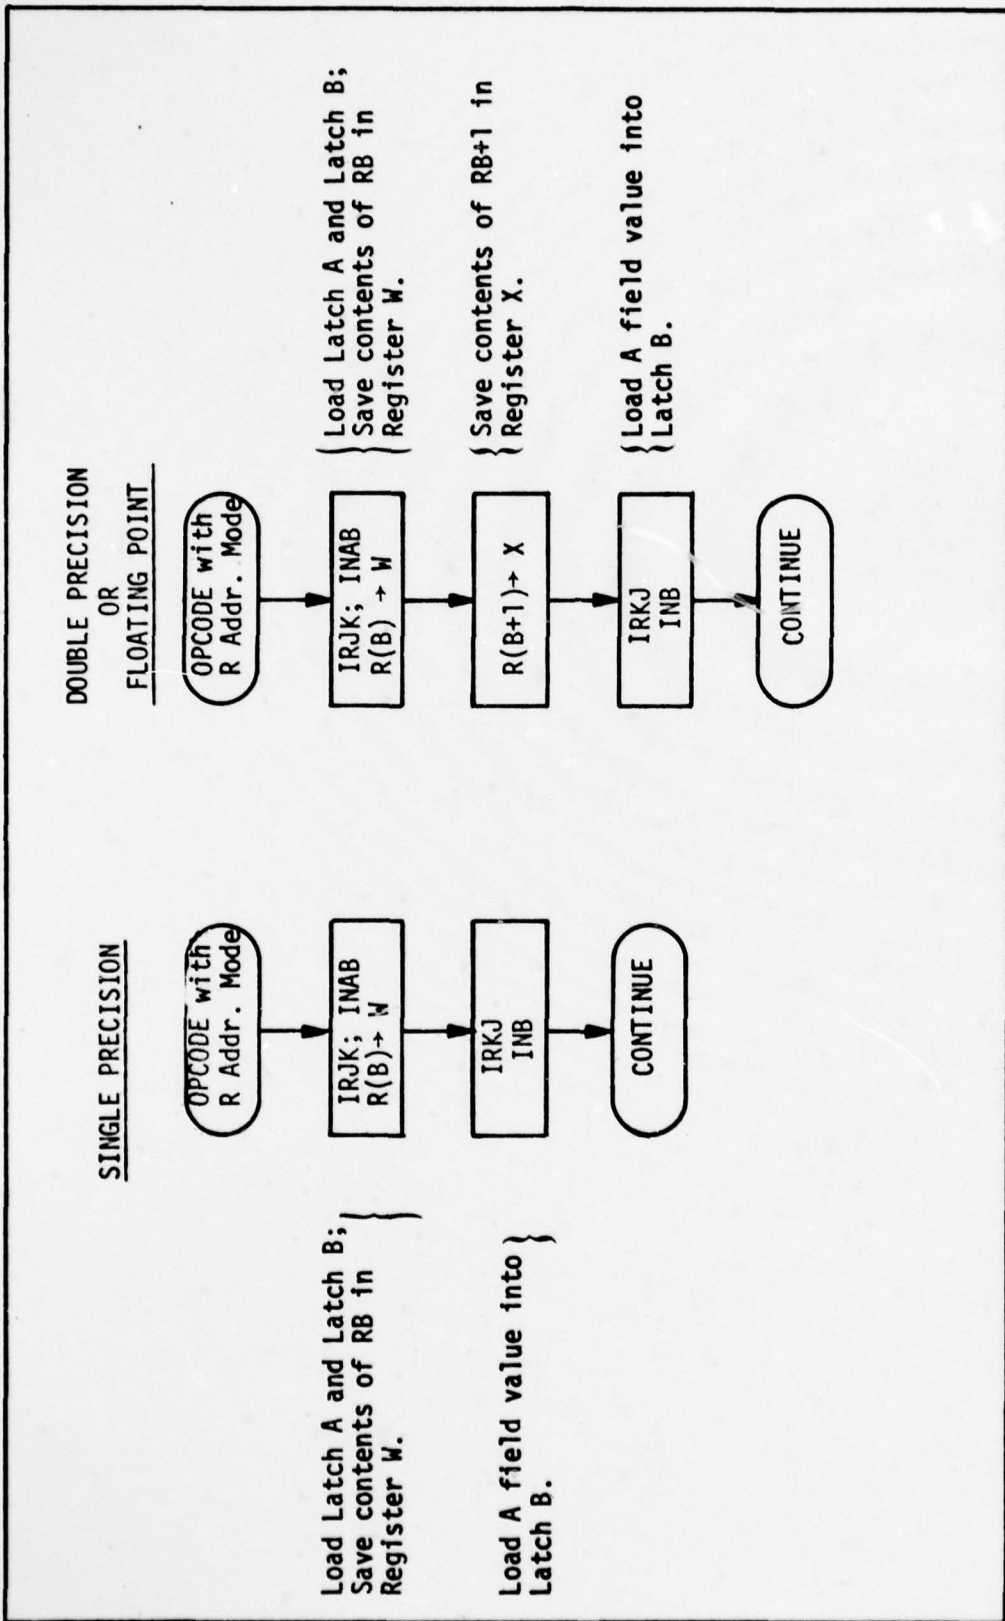 SINGLE PRECISION
OPCODE with
R Addr. Mode
IRJK; INAB
R(B)→ W
Load Latch A and Latch B;
Save contents of RB in
Register W.
IRKJ
INB
Load A field value into
Latch B.
CONTINUE
DOUBLE PRECISION
OR
FLOATING POINT
OPCODE with
R Addr. Mode
IRJK; INAB
R(B) → W
Load Latch A and Latch B;
Save contents of RB in
Register W.
R(B+1)→ X
Save contents of RB+1 in
Register X.
IRKJ
INB
Load A field value into
Latch B.
CONTINUE